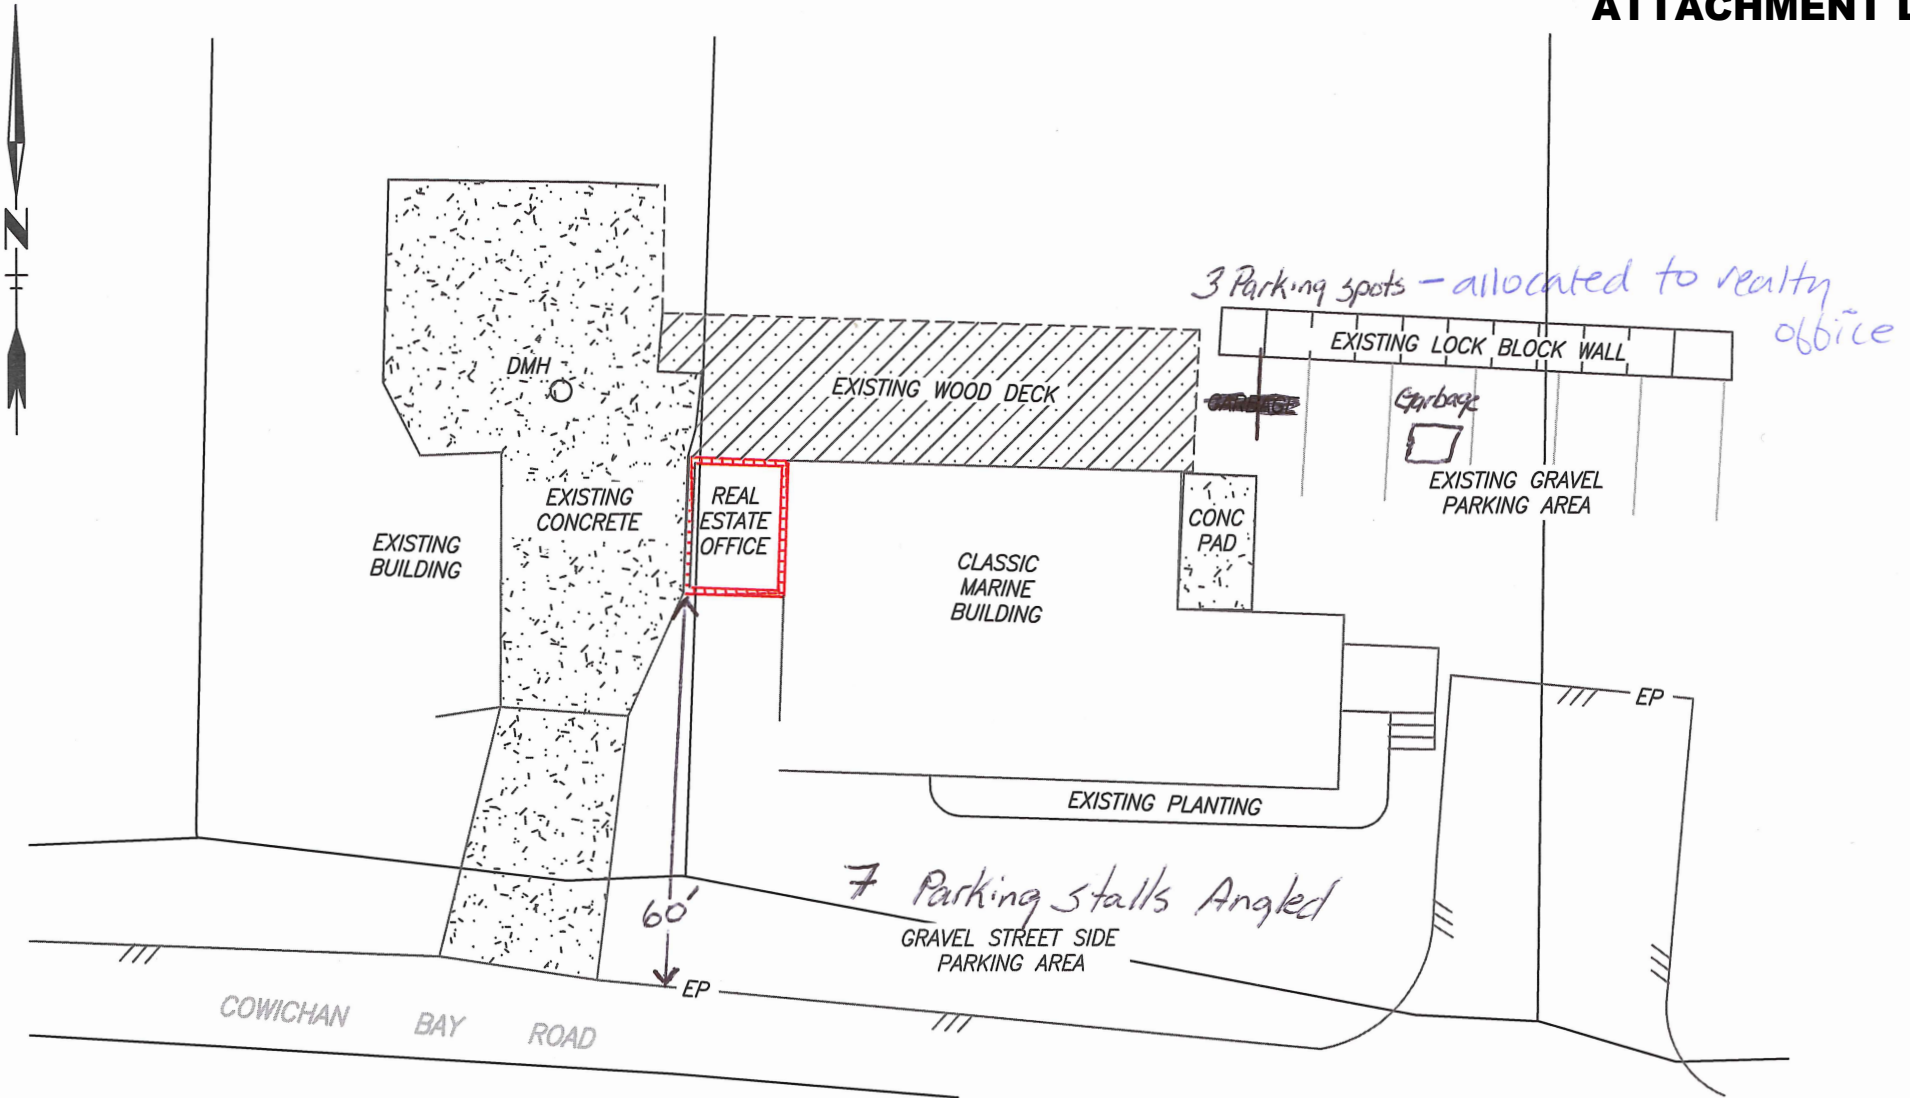 ATTACHMENT
N
3 Parking spots - allocated to realty
office
EXISTING LOCK BLOCK WALL
DMH
EXISTING WOOD DECK
GARBAGE
Garbage
EXISTING GRAVEL
PARKING AREA
EXISTING
CONCRETE
REAL
ESTATE
OFFICE
CONC
PAD
EXISTING
BUILDING
CLASSIC
MARINE
BUILDING
EP
EXISTING PLANTING
7 Parking stalls Angled
60'
GRAVEL STREET SIDE
PARKING AREA
EP
COWICHAN BAY ROAD